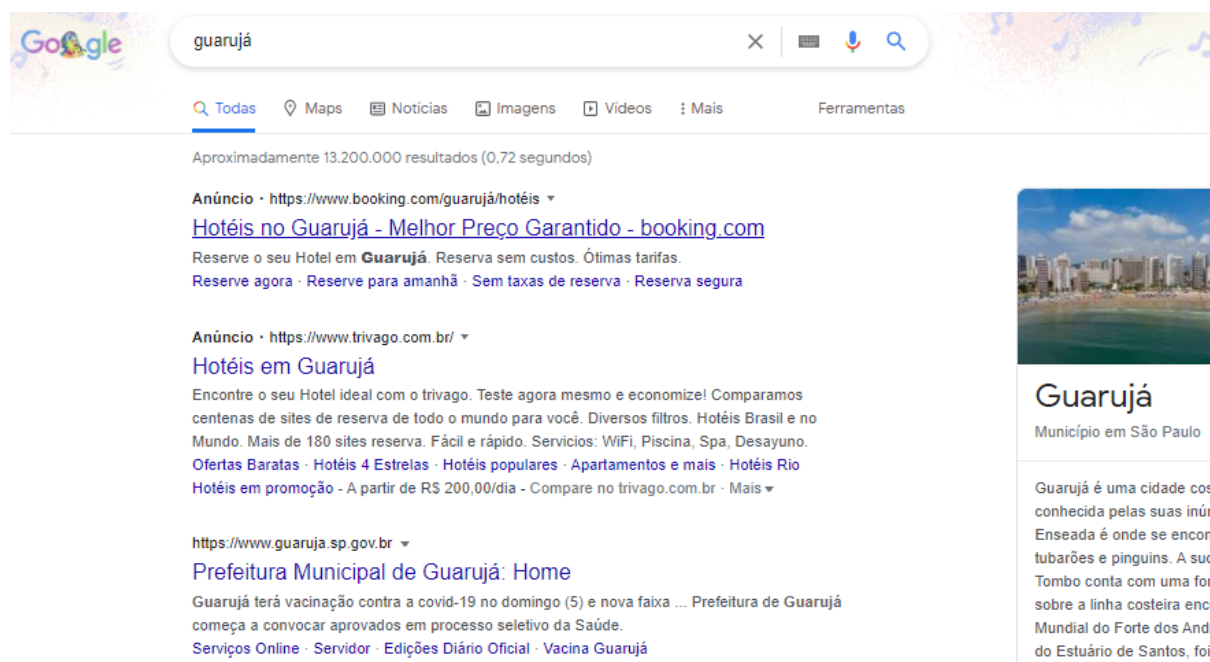 Google
guarujá
Todas
Maps
Notícias
Imagens
Vídeos
Mais
Ferramentas
Aproximadamente 13.200.000 resultados (0,72 segundos)
Anúncio · https://www.booking.com/guarujá/hotéis
Hotéis no Guarujá - Melhor Preço Garantido - booking.com
Reserve o seu Hotel em Guarujá. Reserva sem custos. Ótimas tarifas.
Reserve agora · Reserve para amanhã · Sem taxas de reserva · Reserva segura
Anúncio · https://www.trivago.com.br/
Hotéis em Guarujá
Encontre o seu Hotel ideal com o trivago. Teste agora mesmo e economize! Comparamos
centenas de sites de reserva de todo o mundo para você. Diversos filtros. Hotéis Brasil e no
Mundo. Mais de 180 sites reserva. Fácil e rápido. Servicios: WiFi, Piscina, Spa, Desayuno.
Ofertas Baratas · Hotéis 4 Estrelas · Hotéis populares · Apartamentos e mais · Hotéis Rio
Hotéis em promoção - A partir de R$ 200,00/dia - Compare no trivago.com.br · Mais
https://www.guaruja.sp.gov.br
Prefeitura Municipal de Guarujá: Home
Guarujá terá vacinação contra a covid-19 no domingo (5) e nova faixa ... Prefeitura de Guarujá
começa a convocar aprovados em processo seletivo da Saúde.
Serviços Online · Servidor · Edições Diário Oficial · Vacina Guarujá
Guarujá
Município em São Paulo
Guarujá é uma cidade cos
conhecida pelas suas inú
Enseada é onde se encon
tubarões e pinguins. A sud
Tombo conta com uma for
sobre a linha costeira enc
Mundial do Forte dos And
do Estuário de Santos, foi